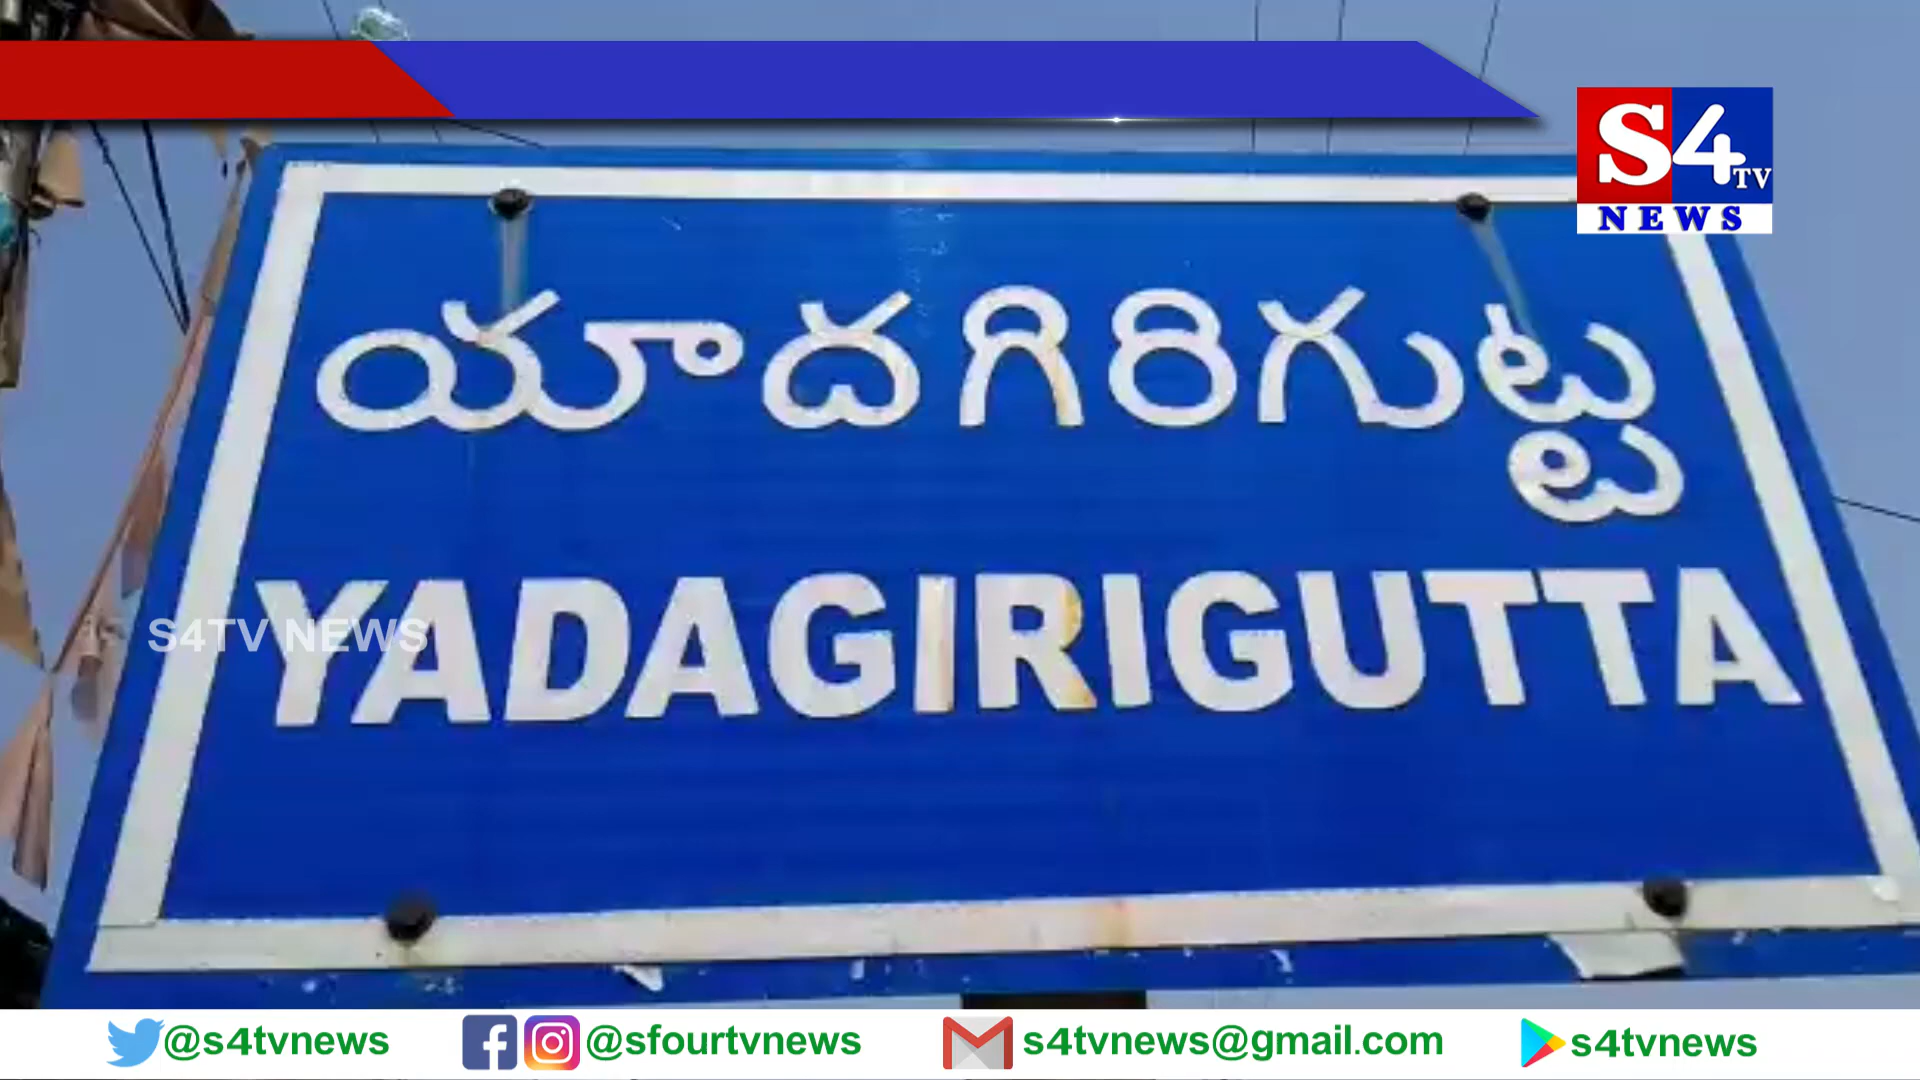 S4
TV
NEWS
యాదగిరిగుట్ట
YADAGIRIGUTTA
S4TV NEWS
@s4tvnews @sfourtvnews s4tvnews@gmail.com s4tvnews